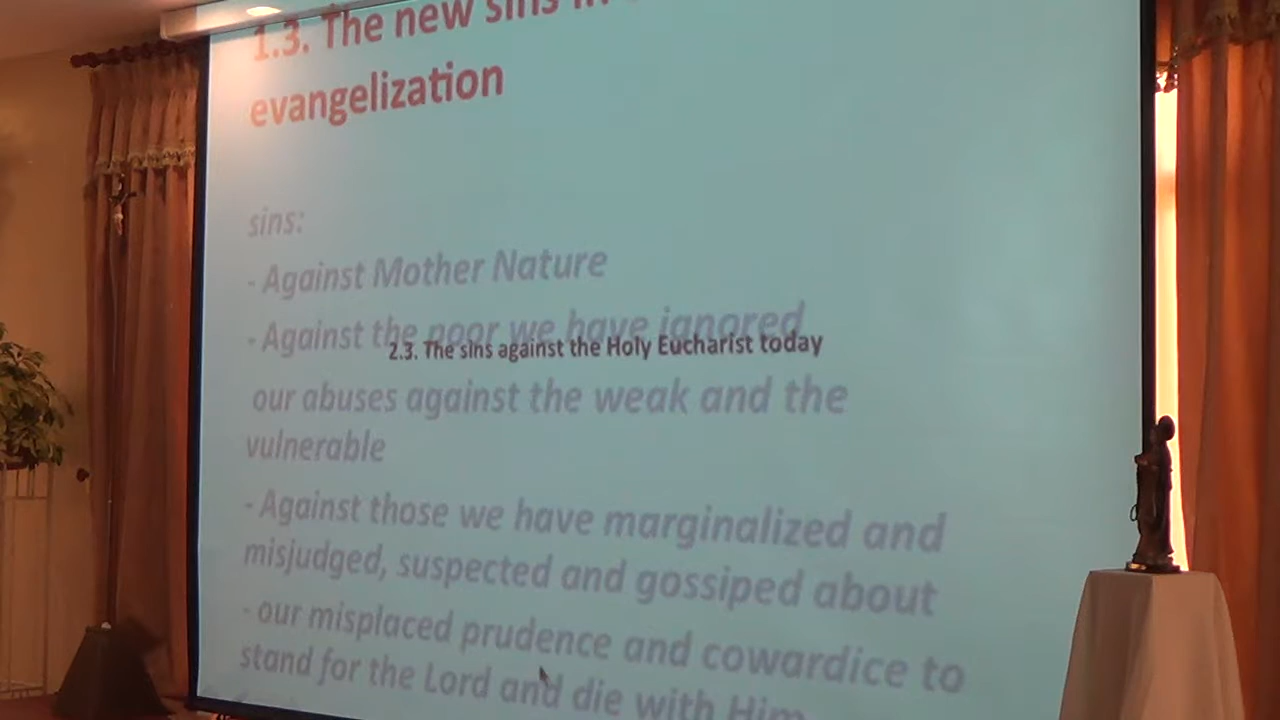 1.3. The new sins in
evangelization
sins:
- Against Mother Nature
- Against the poor we have ignored
2.3. The sins against the Holy Eucharist today
our abuses against the weak and the
vulnerable
- Against those we have marginalized and
misjudged, suspected and gossiped about
- our misplaced prudence and cowardice to
stand for the Lord and die with Him